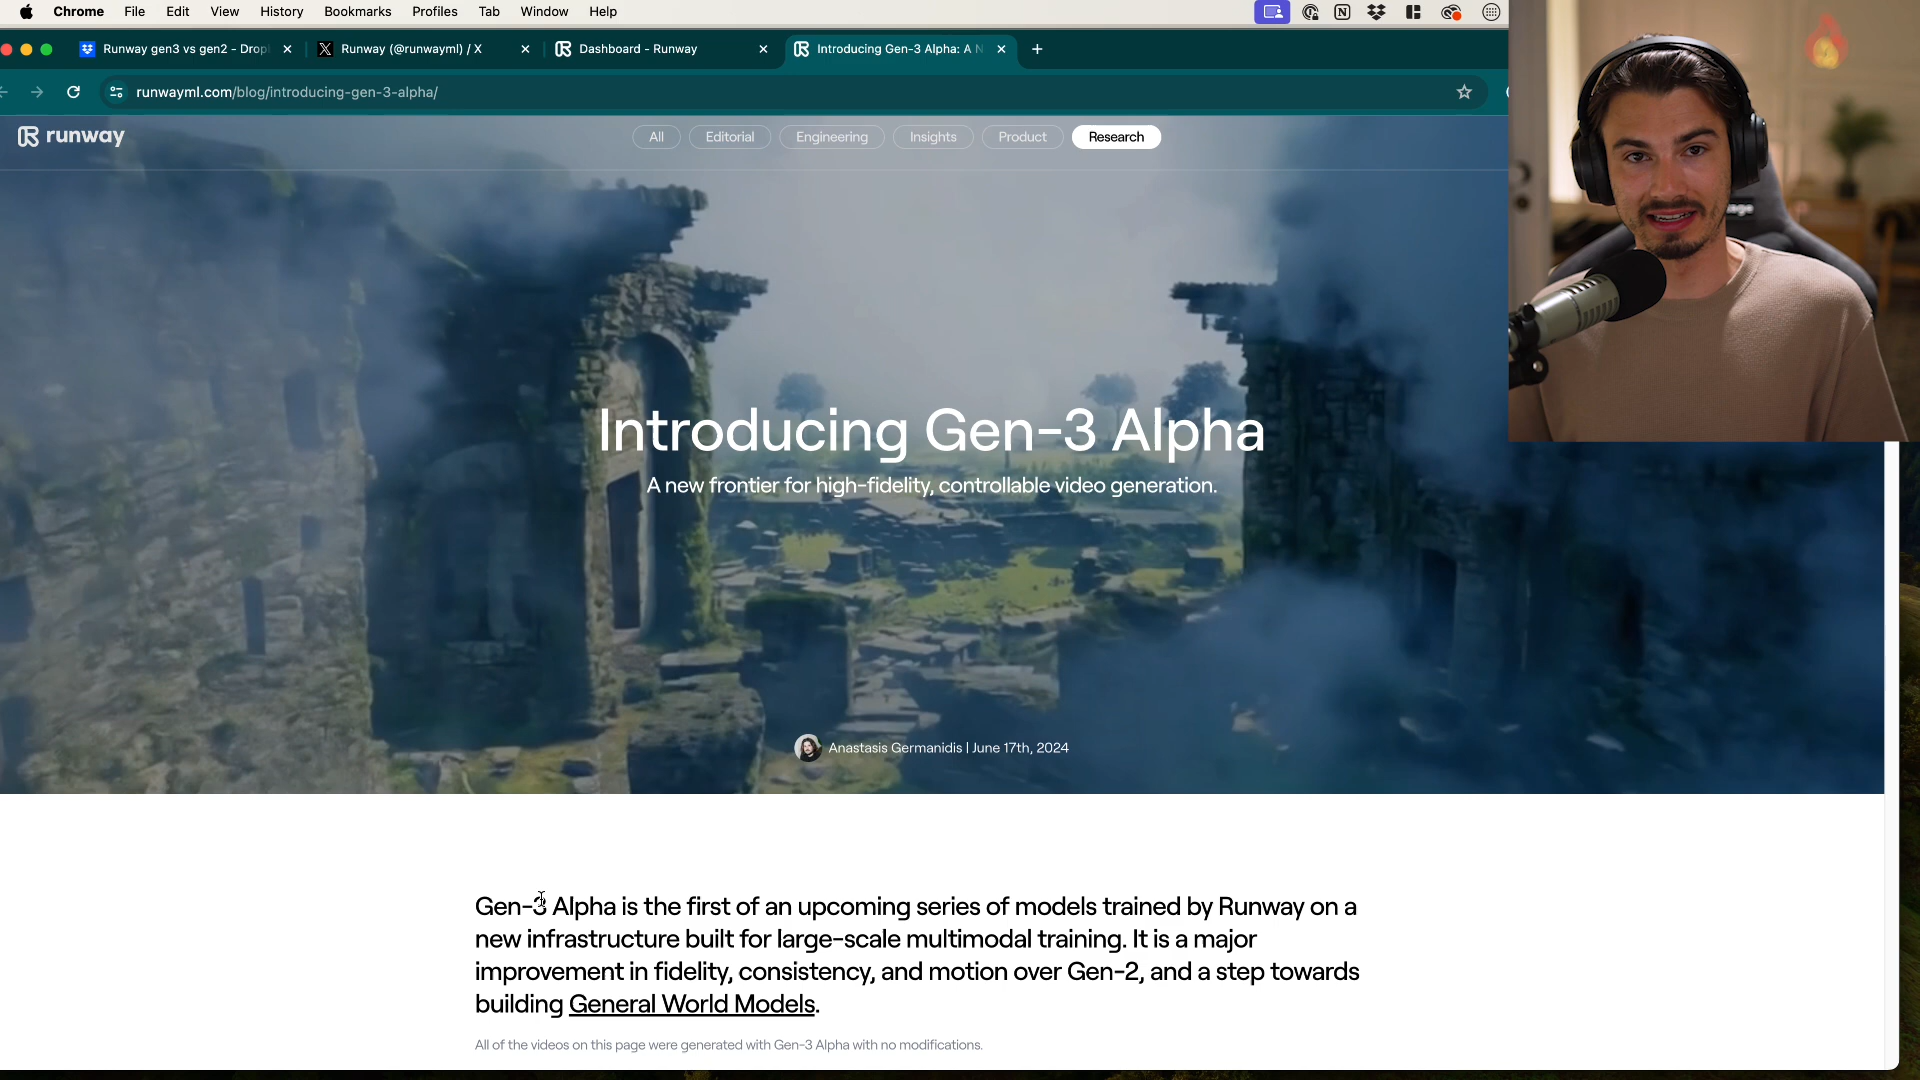 Chrome File Edit View History Bookmarks Profiles Tab Window Help
Runway gen3 vs gen2 - Drop
Runway (@runwayml) / X
Dashboard - Runway
Introducing Gen-3 Alpha: A N
runwayml.com/blog/introducing-gen-3-alpha/
runway
All Editorial Engineering Insights Product Research
Introducing Gen-3 Alpha
A new frontier for high-fidelity, controllable video generation.
Anastasis Germanidis | June 17th, 2024
Gen-3 Alpha is the first of an upcoming series of models trained by Runway on a
new infrastructure built for large-scale multimodal training. It is a major
improvement in fidelity, consistency, and motion over Gen-2, and a step towards
building General World Models.
All of the videos on this page were generated with Gen-3 Alpha with no modifications.